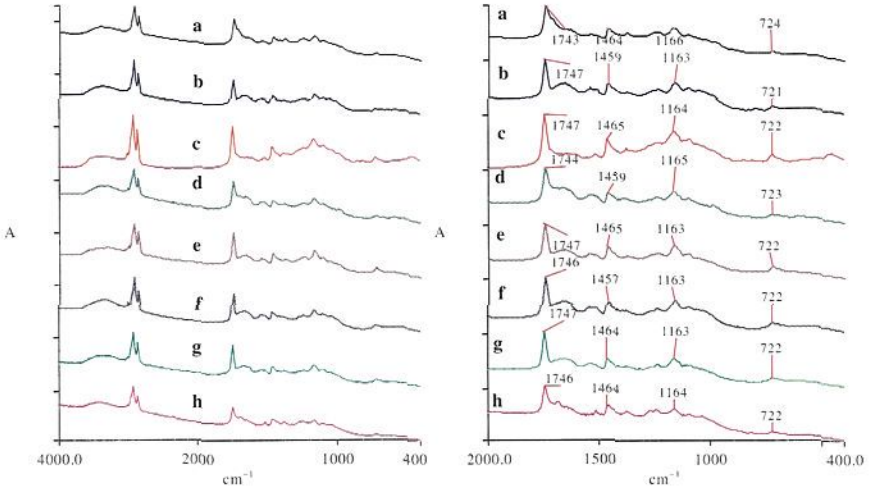 a
b
c
d
e
f
g
h
A
4000.0 2000 1000 400
cm⁻¹
a
1743 1464 1166 724
1459 1163
b
1747 721
1164
c
1747 1465 722
1744 1165
d
1459 723
1465 1163
e
1747 722
1746
1457 1163
f
1747 722
1464 1163
g
722
1746 1464 1164
h
722
A
2000.0 1500 1000 400.0
cm⁻¹